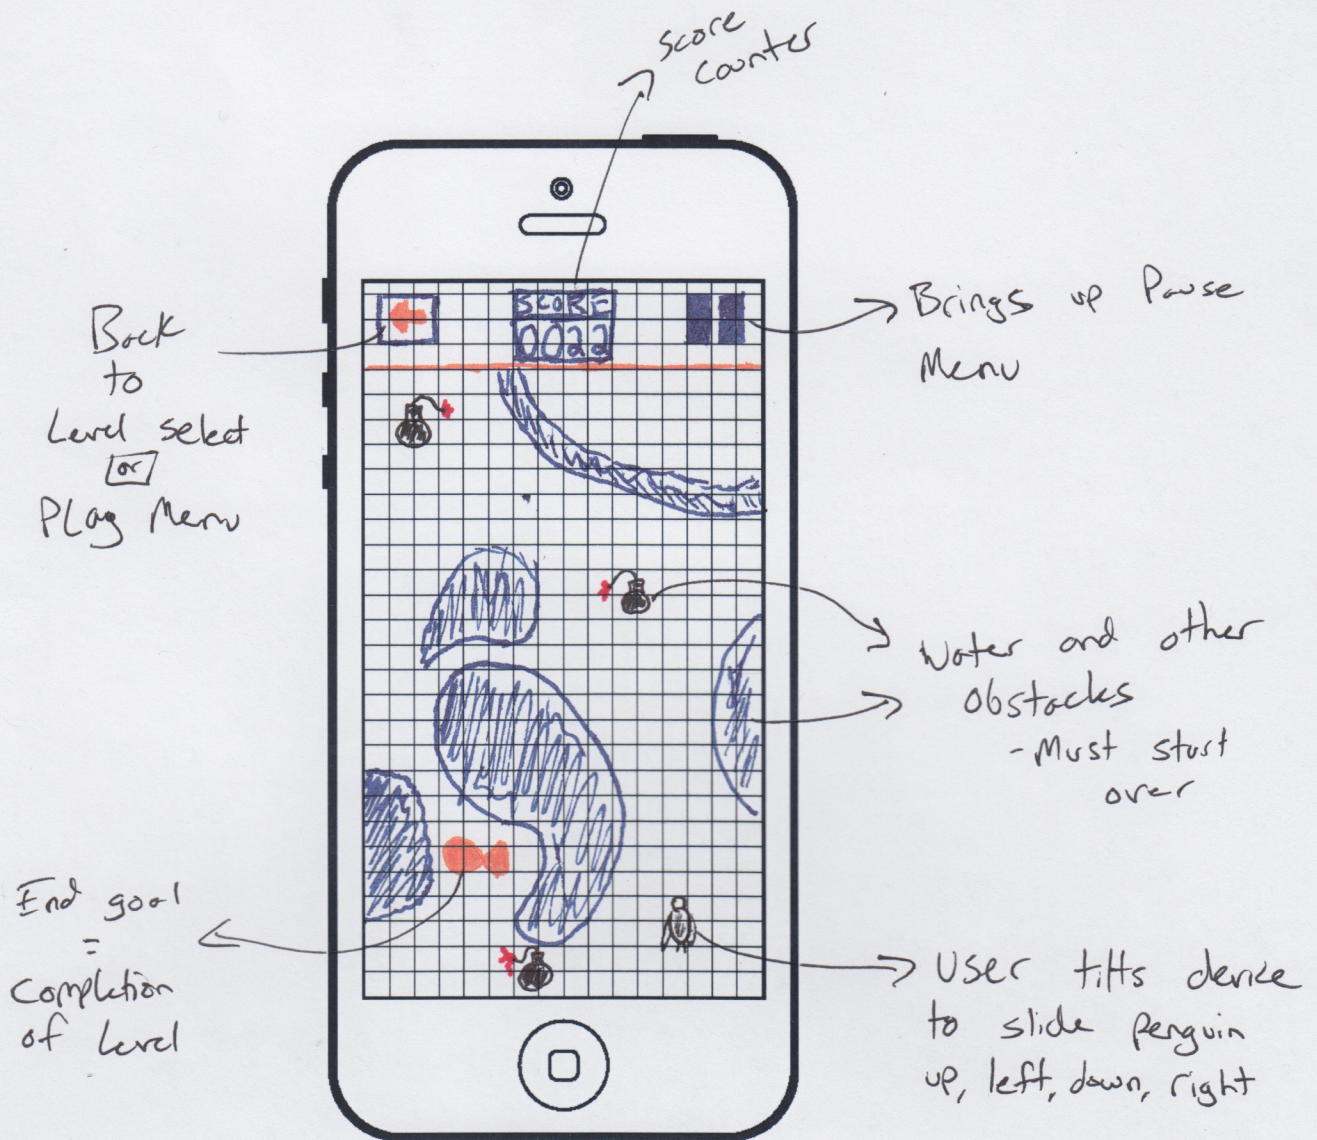 score
counter
SCORE
0022
Back
to
Level select
or
Play Menu
Brings up Pause
Menu
Water and other
Obstacles
- Must start
over
End goal
=
Completion
of Level
User tilts device
to slide penguin
up, left, down, right